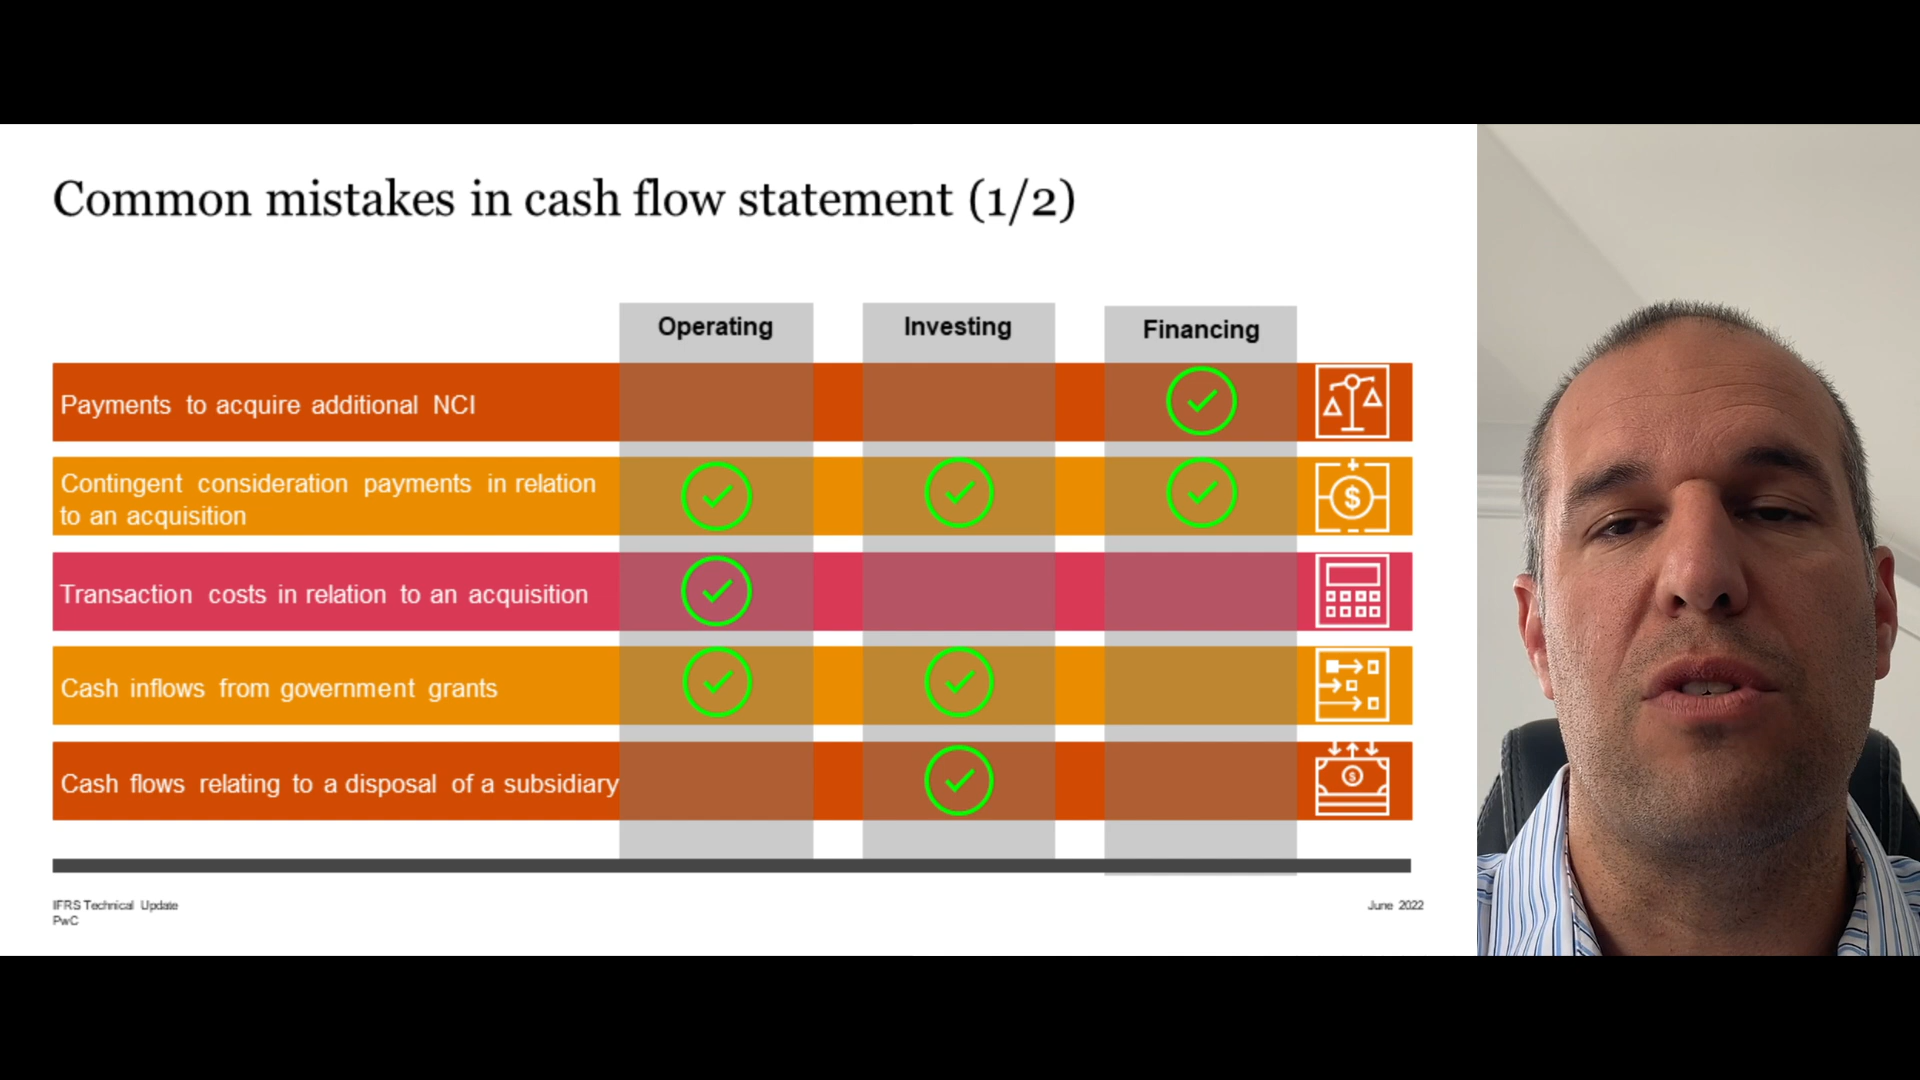 Common mistakes in cash flow statement (1/2)
Operating
Investing
Financing
Payments to acquire additional NCI
Contingent consideration payments in relation
to an acquisition
Transaction costs in relation to an acquisition
Cash inflows from government grants
Cash flows relating to a disposal of a subsidiary
IFRS Technical Update
PwC
June 2022